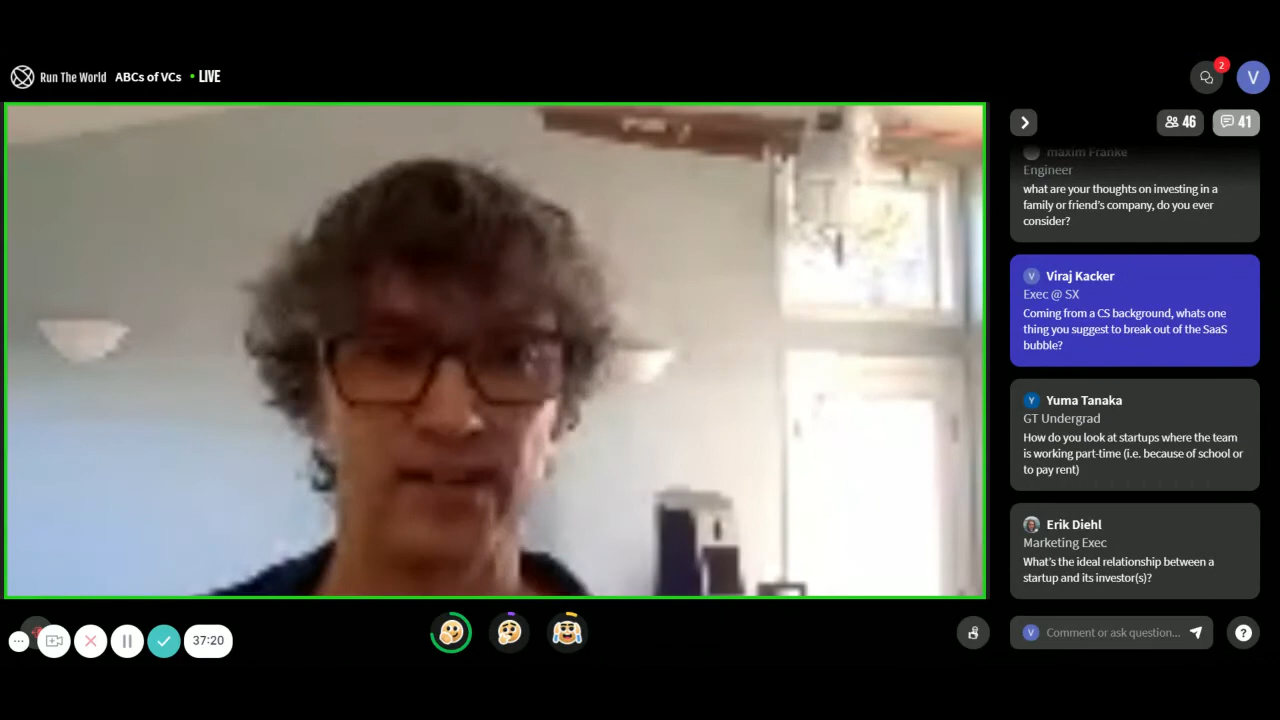 Run The World ABCs of VCs • LIVE
2
V
46
41
maxim Franke
Engineer
what are your thoughts on investing in a
family or friend's company, do you ever
consider?
V Viraj Kacker
Exec @ SX
Coming from a CS background, whats one
thing you suggest to break out of the SaaS
bubble?
Y Yuma Tanaka
GT Undergrad
How do you look at startups where the team
is working part-time (i.e. because of school or
to pay rent)
Erik Diehl
Marketing Exec
What's the ideal relationship between a
startup and its investor(s)?
37:20
V Comment or ask question...
?